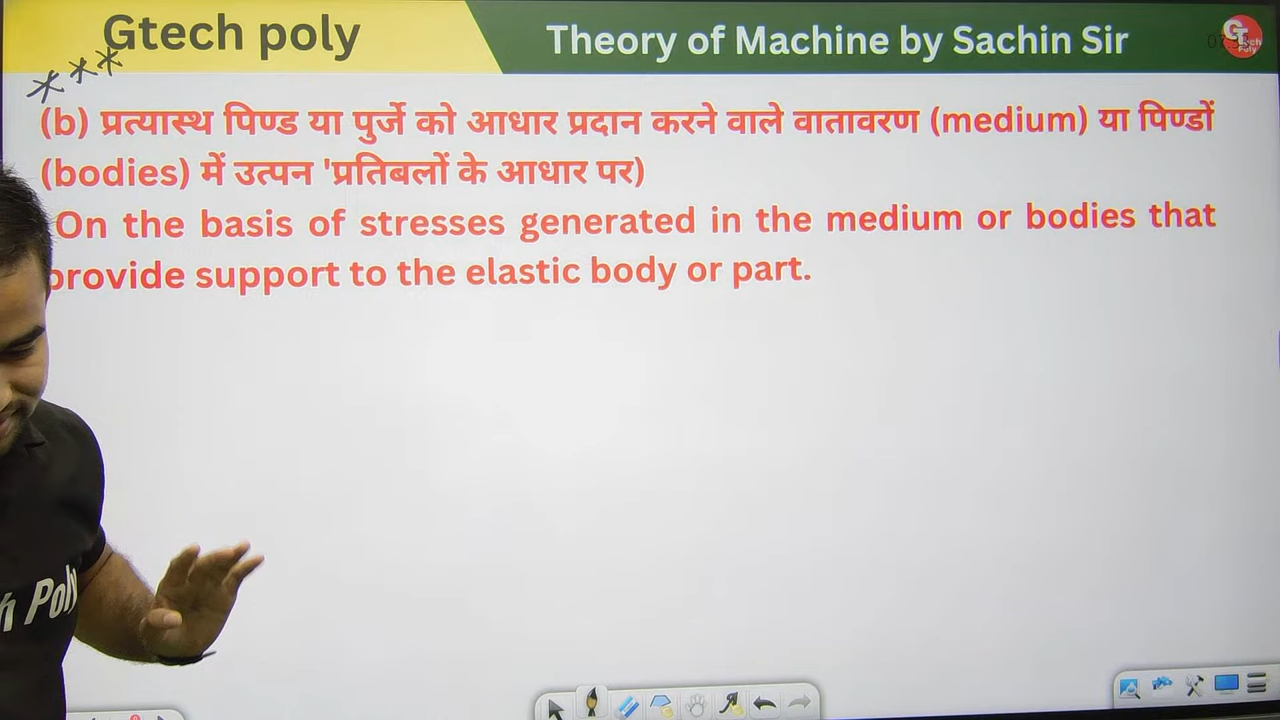 Gtech poly
Theory of Machine by Sachin Sir
***
(b) प्रत्यास्थ पिण्ड या पुर्जे को आधार प्रदान करने वाले वातावरण (medium) या पिण्डों
(bodies) में उत्पन 'प्रतिबलों के आधार पर)
On the basis of stresses generated in the medium or bodies that
provide support to the elastic body or part.
h Poly